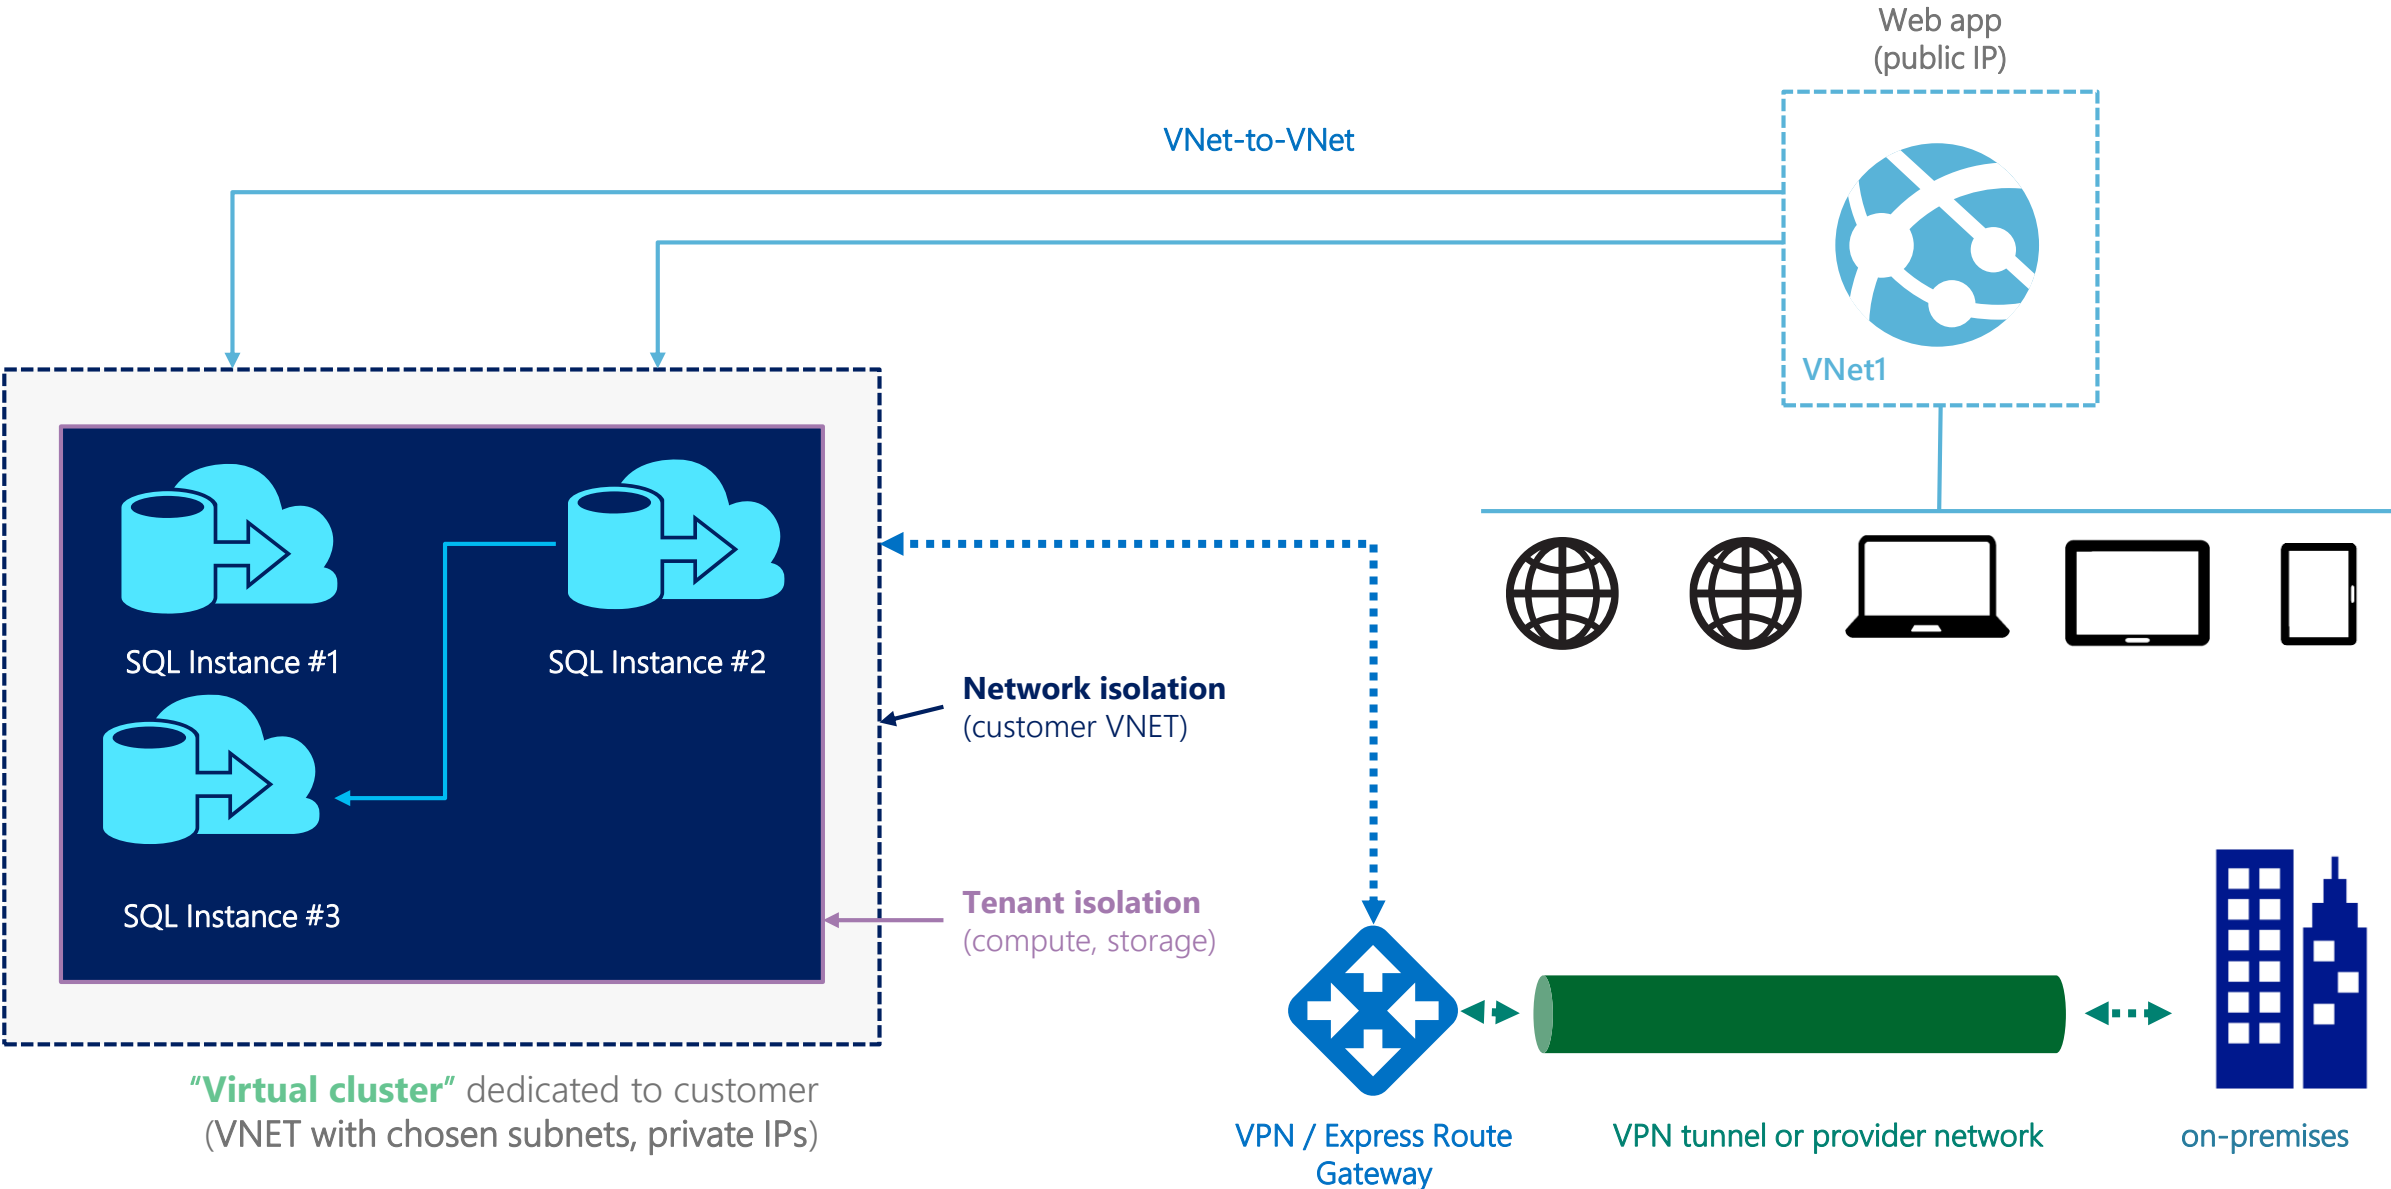 Web app
(public IP)
VNet-to-VNet
VNet1
SQL Instance #1
SQL Instance #2
SQL Instance #3
Network isolation
(customer VNET)
Tenant isolation
(compute, storage)
“Virtual cluster” dedicated to customer
(VNET with chosen subnets, private IPs)
VPN / Express Route
Gateway
VPN tunnel or provider network
on-premises